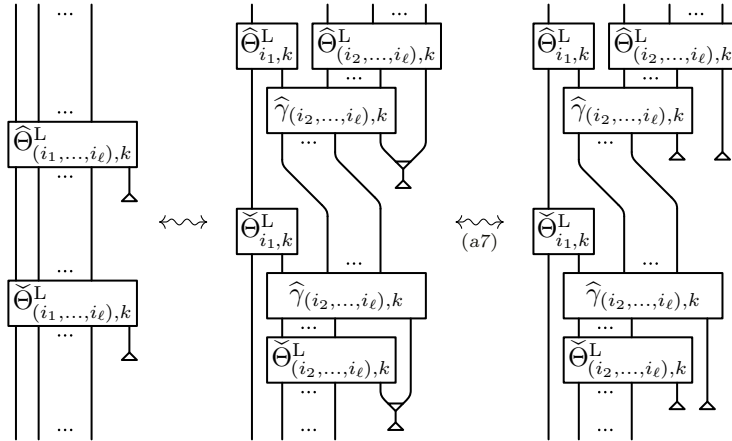 ... ... ...
Θ̂^L_{i_1,k} Θ̂^L_{(i_2,...,i_ℓ),k} Θ̂^L_{i_1,k} Θ̂^L_{(i_2,...,i_ℓ),k}
... ... ...
γ̂_{(i_2,...,i_ℓ),k} γ̂_{(i_2,...,i_ℓ),k}
Θ̂^L_{(i_1,...,i_ℓ),k}
... ...
...
Θ̌^L_{i_1,k} ↭ Θ̌^L_{i_1,k}
(a7)
... ... ...
γ̂_{(i_2,...,i_ℓ),k} γ̂_{(i_2,...,i_ℓ),k}
Θ̌^L_{(i_1,...,i_ℓ),k}
... ... ...
Θ̌^L_{(i_2,...,i_ℓ),k} Θ̌^L_{(i_2,...,i_ℓ),k}
... ... ...